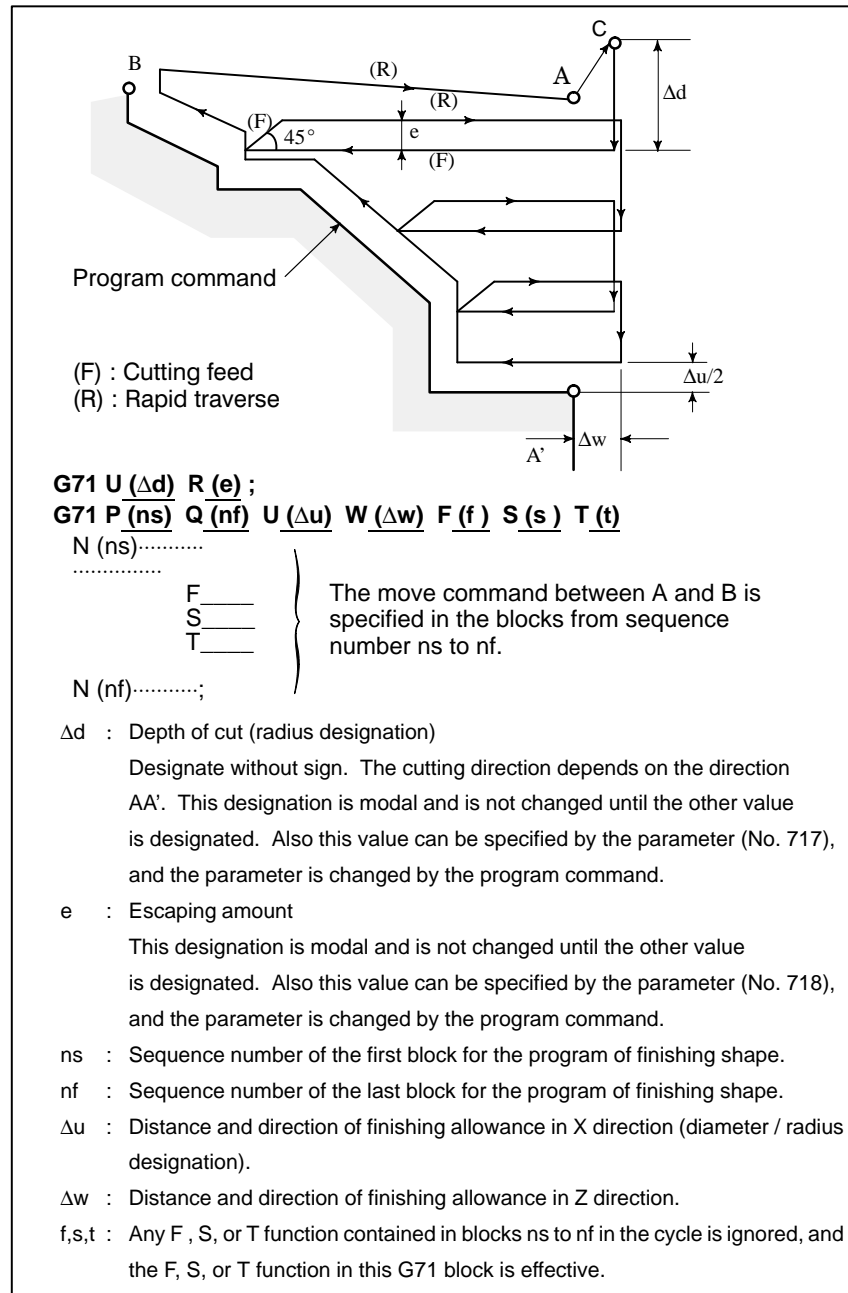 C
B
(R)
A
(R)
Δd
(F)
45°
e
(F)
Program command
(F) : Cutting feed
(R) : Rapid traverse
Δu/2
A’
Δw
G71 U (Δd) R (e) ;
G71 P (ns) Q (nf) U (Δu) W (Δw) F (f ) S (s ) T (t)
N (ns)···········
···············
F____
S____
T____
The move command between A and B is
specified in the blocks from sequence
number ns to nf.
N (nf)···········;
Δd : Depth of cut (radius designation)
Designate without sign. The cutting direction depends on the direction
AA’. This designation is modal and is not changed until the other value
is designated. Also this value can be specified by the parameter (No. 717),
and the parameter is changed by the program command.
e : Escaping amount
This designation is modal and is not changed until the other value
is designated. Also this value can be specified by the parameter (No. 718),
and the parameter is changed by the program command.
ns : Sequence number of the first block for the program of finishing shape.
nf : Sequence number of the last block for the program of finishing shape.
Δu : Distance and direction of finishing allowance in X direction (diameter / radius
designation).
Δw : Distance and direction of finishing allowance in Z direction.
f,s,t : Any F , S, or T function contained in blocks ns to nf in the cycle is ignored, and
the F, S, or T function in this G71 block is effective.